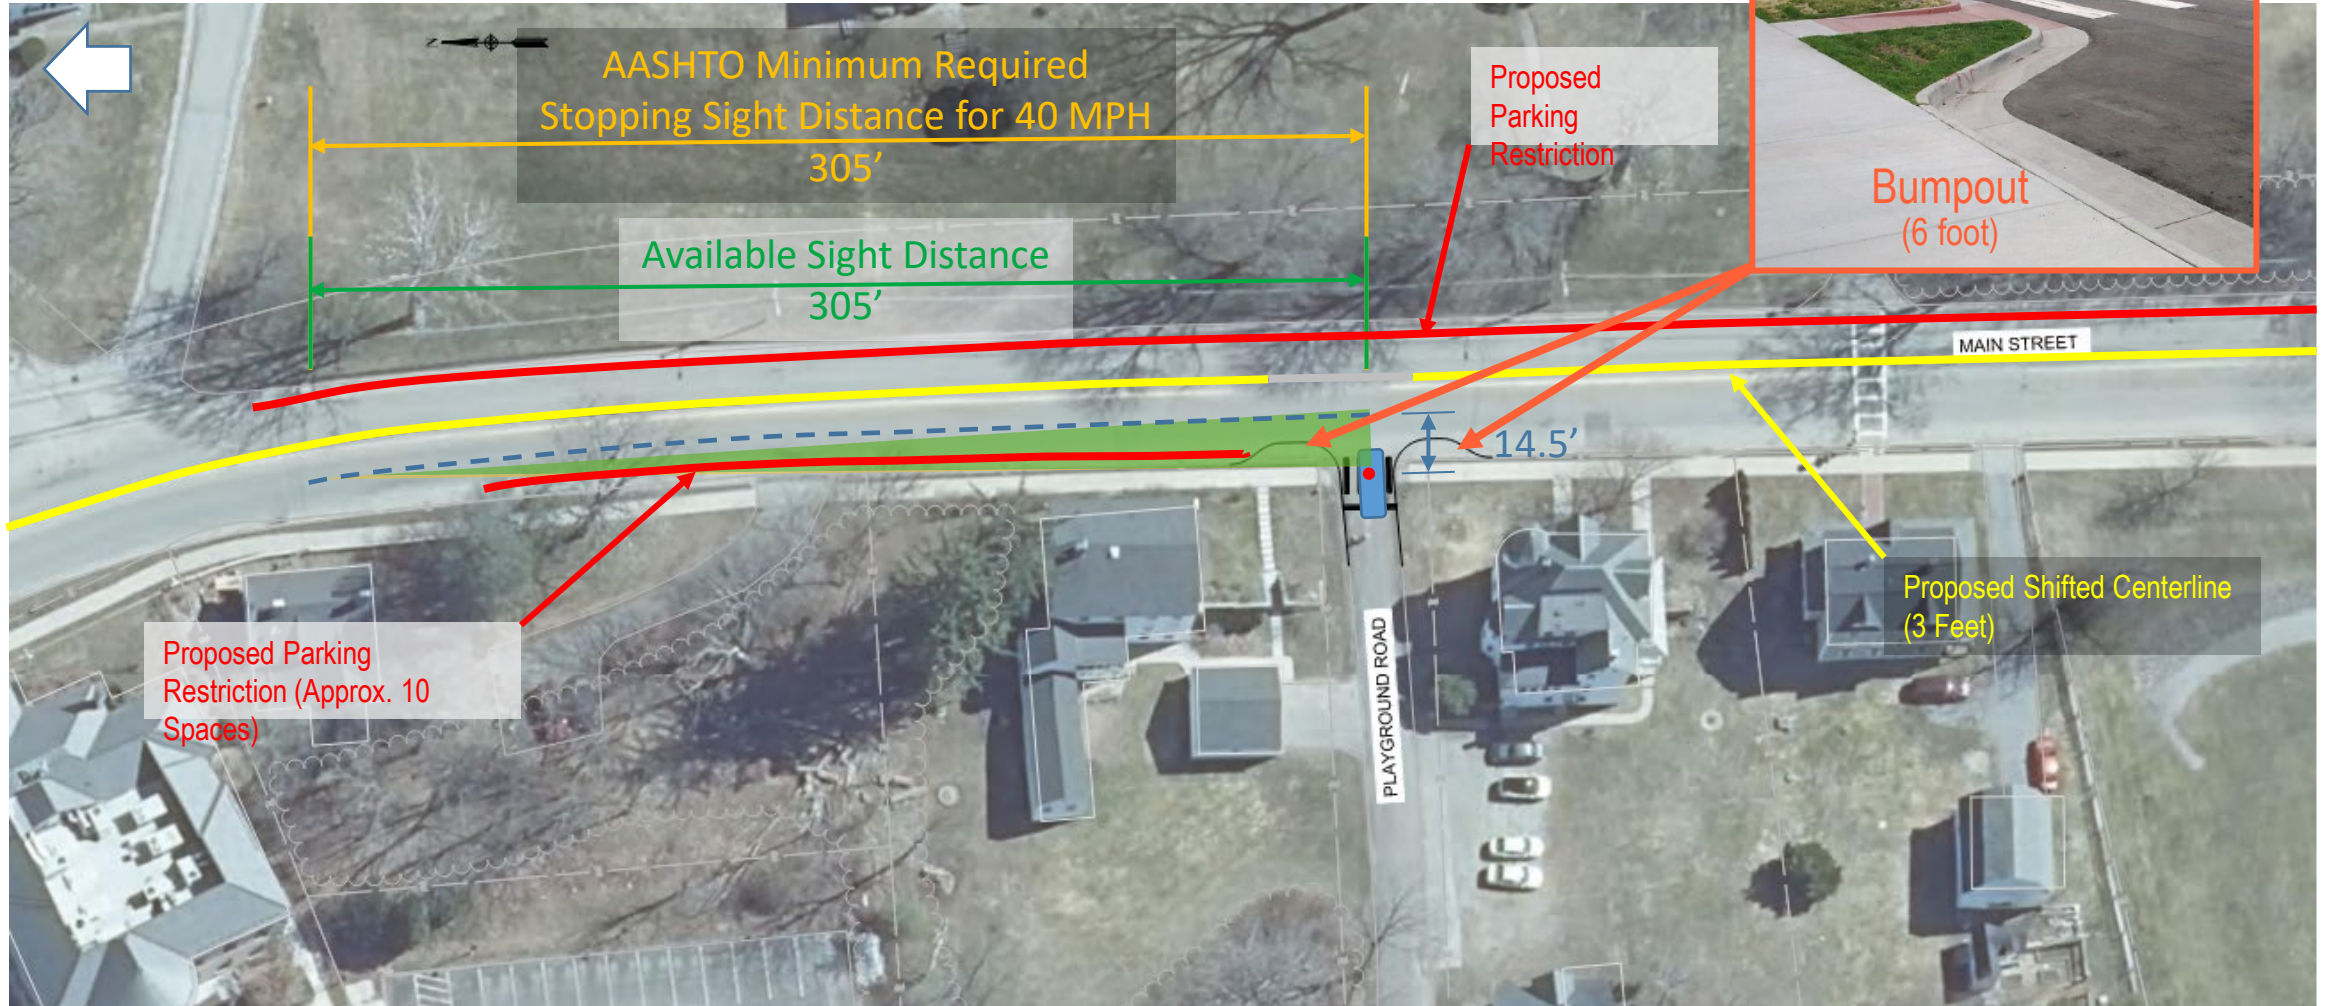 AASHTO Minimum Required
Stopping Sight Distance for 40 MPH
305’
Available Sight Distance
305’
Proposed
Parking
Restriction
Bumpout
(6 foot)
MAIN STREET
14.5’
Proposed Shifted Centerline
(3 Feet)
Proposed Parking
Restriction (Approx. 10
Spaces)
PLAYGROUND ROAD